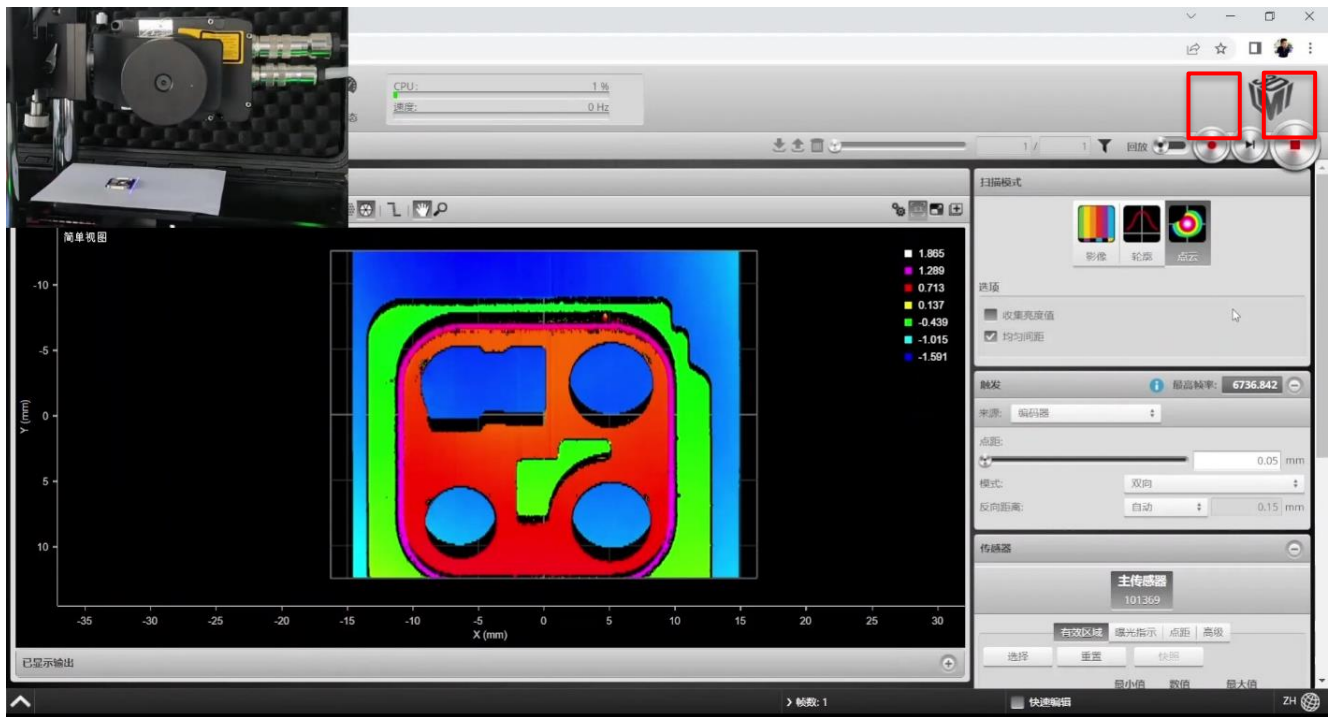 CPU: 1 %
速度: 0 Hz
1 / 1
回放
扫描模式
影像 轮廓 点云
选项
收集亮度值
均匀间距
触发
最高帧率: 6736.842
来源: 编码器
点距:
0.05 mm
模式: 双向
反向距离: 自动 0.15 mm
传感器
主传感器
101369
有效区域 曝光指示 点距 高级
选择 重置 快照
最小值 数值 最大值
简单视图
1.865
1.289
0.713
0.137
-0.439
-1.015
-1.591
-10
-5
0
5
10
Y (mm)
-35 -30 -25 -20 -15 -10 -5 0 5 10 15 20 25 30
X (mm)
已显示输出
帧数: 1
快速编辑
ZH